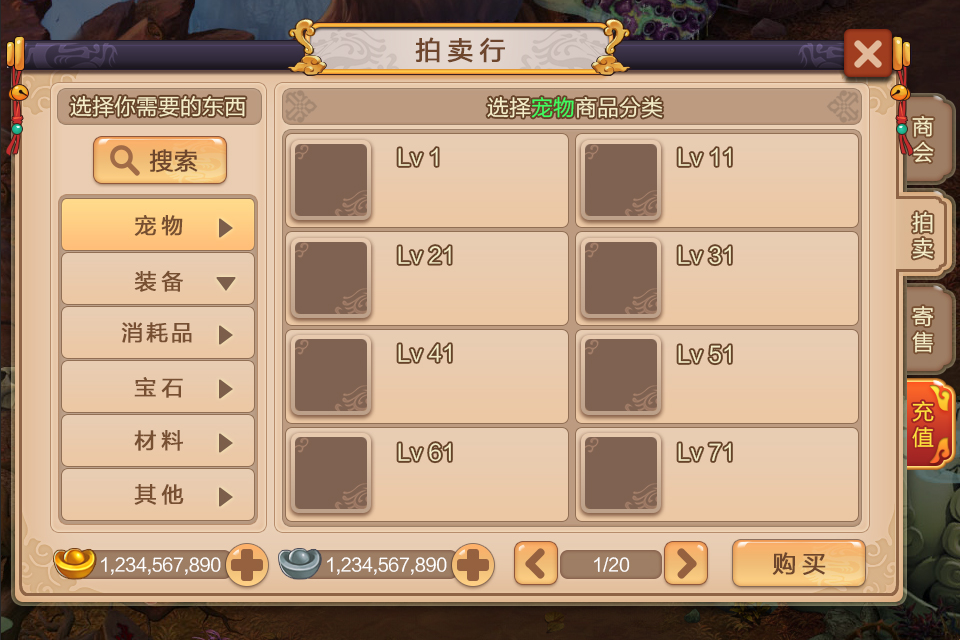 拍卖行
选择你需要的东西
选择宠物商品分类
搜索
宠物
装备
消耗品
宝石
材料
其他
Lv 1
Lv 11
Lv 21
Lv 31
Lv 41
Lv 51
Lv 61
Lv 71
商会
拍卖
寄售
充值
1,234,567,890
1,234,567,890
1/20
购买